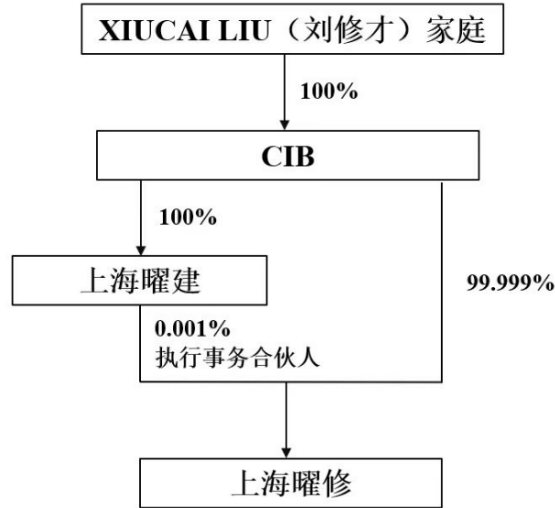 XIUCAI LIU（刘修才）家庭
100%
CIB
100%
上海曜建
99.999%
0.001%
执行事务合伙人
上海曜修